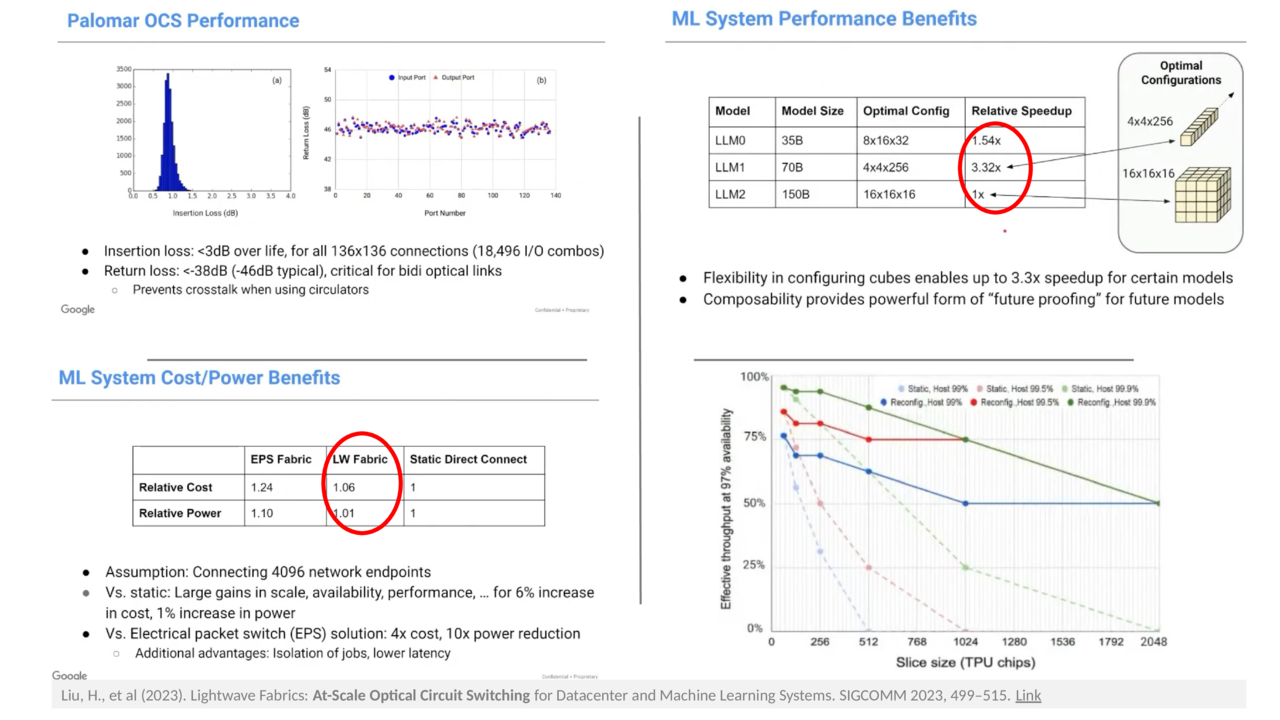 Palomar OCS Performance
3500
3000
2500
2000
1500
1000
500
0
(a)
0.0 0.5 1.0 1.5 2.0 2.5 3.0 3.5 4.0
Insertion Loss (dB)
54
50
46
42
38
Return Loss (dB)
Input Port Output Port
(b)
0 20 40 60 80 100 120 140
Port Number
● Insertion loss: <3dB over life, for all 136x136 connections (18,496 I/O combos)
● Return loss: <-38dB (-46dB typical), critical for bidi optical links
○ Prevents crosstalk when using circulators
Google
Confidential + Proprietary
ML System Performance Benefits
Model Model Size Optimal Config Relative Speedup
LLM0 35B 8x16x32 1.54x
LLM1 70B 4x4x256 3.32x
LLM2 150B 16x16x16 1x
Optimal
Configurations
4x4x256
16x16x16
● Flexibility in configuring cubes enables up to 3.3x speedup for certain models
● Composability provides powerful form of “future proofing” for future models
ML System Cost/Power Benefits
EPS Fabric LW Fabric Static Direct Connect
Relative Cost 1.24 1.06 1
Relative Power 1.10 1.01 1
● Assumption: Connecting 4096 network endpoints
● Vs. static: Large gains in scale, availability, performance, … for 6% increase
in cost, 1% increase in power
● Vs. Electrical packet switch (EPS) solution: 4x cost, 10x power reduction
○ Additional advantages: Isolation of jobs, lower latency
Google
Confidential + Proprietary
Effective throughput at 97% availability
100%
75%
50%
25%
0%
Static, Host 99% Static, Host 99.5% Static, Host 99.9%
Reconfig.,Host 99% Reconfig.,Host 99.5% Reconfig.,Host 99.9%
0 256 512 768 1024 1280 1536 1792 2048
Slice size (TPU chips)
Liu, H., et al (2023). Lightwave Fabrics: At-Scale Optical Circuit Switching for Datacenter and Machine Learning Systems. SIGCOMM 2023, 499–515. Link